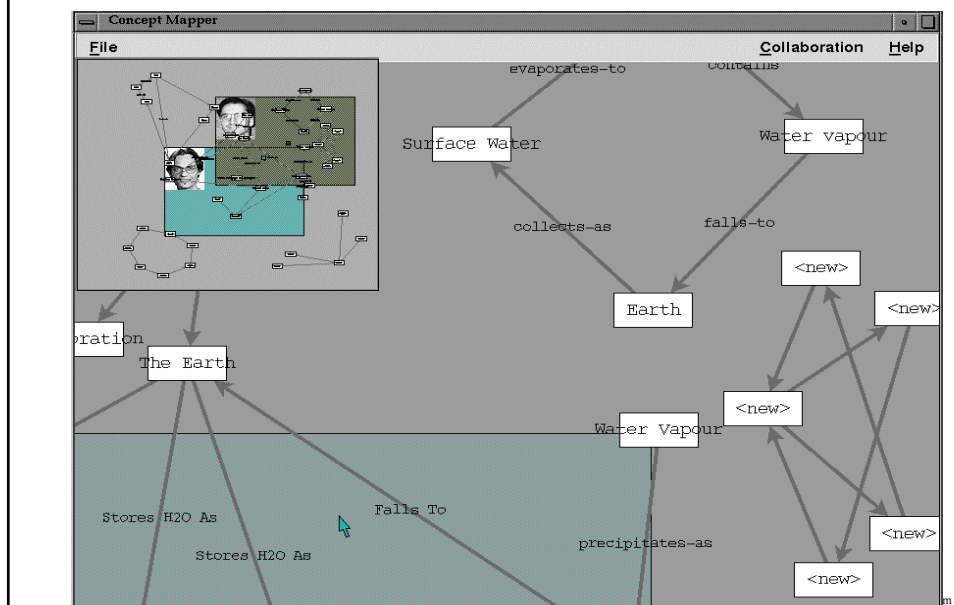 Concept Mapper
File
Collaboration
Help
evaporates-to
contains
Surface Water
Water vapour
collects-as
falls-to
<new>
Earth
<new>
oration
The Earth
<new>
Water Vapour
Stores H2O As
Falls To
Stores H2O As
precipitates-as
<new>
<new>
m